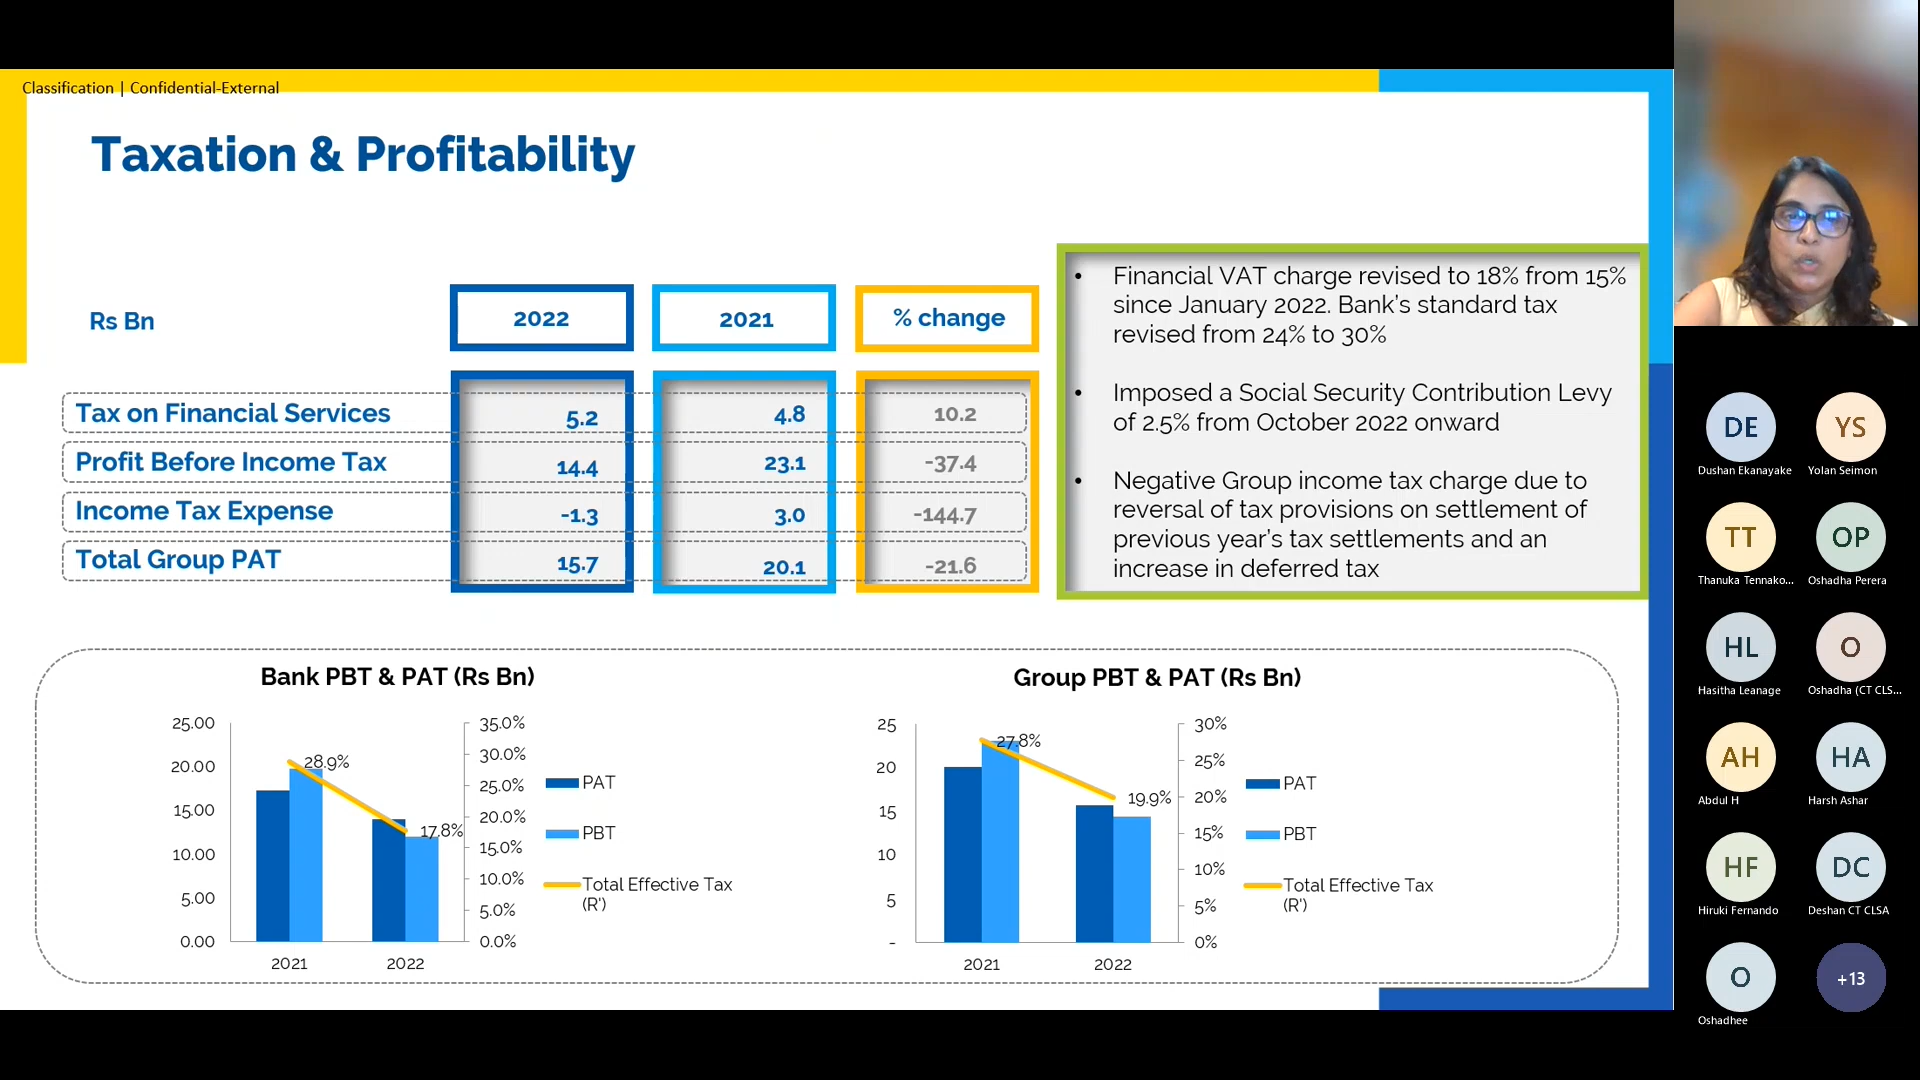 Classification | Confidential-External
Taxation & Profitability
Rs Bn
2022
2021
% change
Tax on Financial Services
5.2
4.8
10.2
Profit Before Income Tax
14.4
23.1
-37.4
Income Tax Expense
-1.3
3.0
-144.7
Total Group PAT
15.7
20.1
-21.6
• Financial VAT charge revised to 18% from 15%
since January 2022. Bank's standard tax
revised from 24% to 30%
• Imposed a Social Security Contribution Levy
of 2.5% from October 2022 onward
• Negative Group income tax charge due to
reversal of tax provisions on settlement of
previous year's tax settlements and an
increase in deferred tax
Bank PBT & PAT (Rs Bn)
25.00
20.00
15.00
10.00
5.00
0.00
28.9%
17.8%
35.0%
30.0%
25.0%
20.0%
15.0%
10.0%
5.0%
0.0%
2021
2022
PAT
PBT
Total Effective Tax
(R')
Group PBT & PAT (Rs Bn)
25
20
15
10
5
-
27.8%
19.9%
30%
25%
20%
15%
10%
5%
0%
2021
2022
PAT
PBT
Total Effective Tax
(R')
DE
Dushan Ekanayake
YS
Yolan Seimon
TT
Thanuka Tennako...
OP
Oshadha Perera
HL
Hasitha Leanage
O
Oshadha (CT CLS...
AH
Abdul H
HA
Harsh Ashar
HF
Hiruki Fernando
DC
Deshan CT CLSA
O
Oshadhee
+13